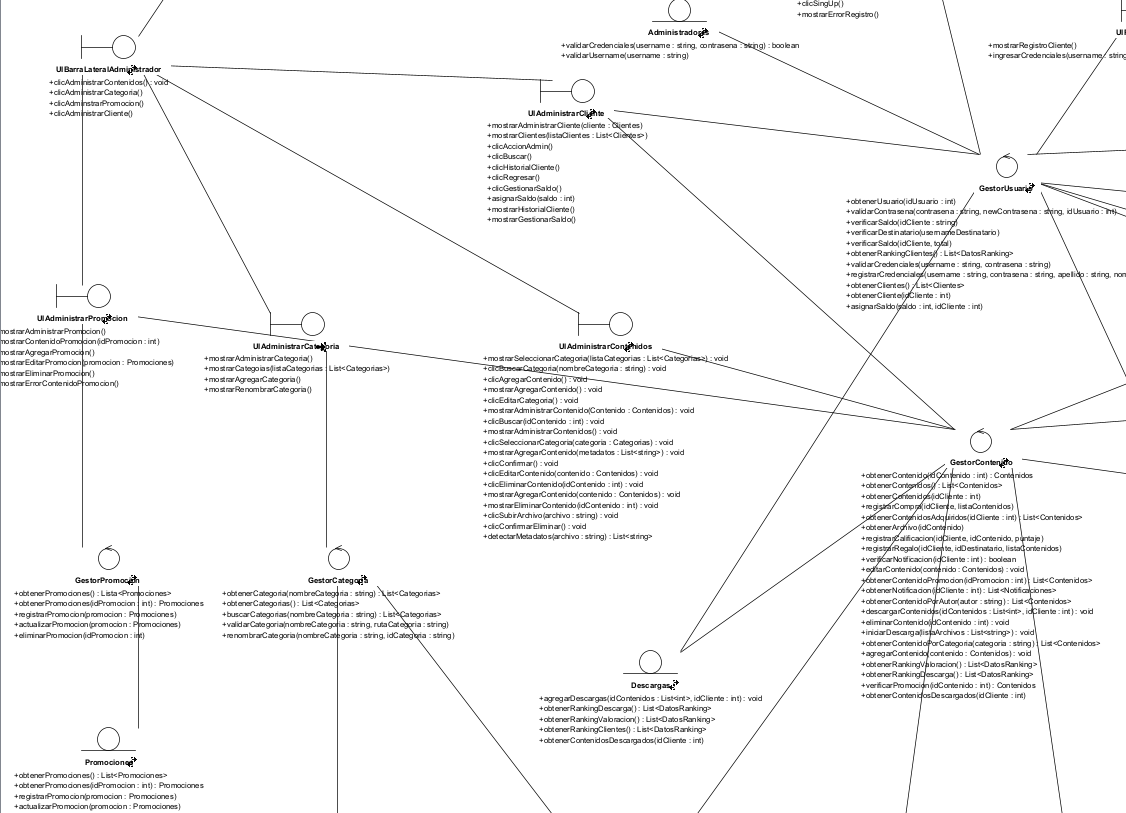 +clicSingUp()
+mostrarErrorRegistro()
Administradores
+validarCredenciales(username : string, contrasena : string) : boolean
+validarUsername(username : string)
+mostrarRegistroCliente()
+ingresarCredenciales(username : string
UIBarraLateralAdministrador
+clicAdministrarContenidos() : void
+clicAdministrarCategoria()
+clicAdminstrarPromocion()
+clicAdministrarCliente()
UIAdministrarCliente
+mostrarAdministrarCliente(cliente : Clientes)
+mostrarClientes(listaClientes : List<Clientes>)
+clicAccionAdmin()
+clicBuscar()
+clicHistorialCliente()
+clicRegresar()
+clicGestionarSaldo()
+asignarSaldo(saldo : int)
+mostrarHistorialCliente()
+mostrarGestionarSaldo()
GestorUsuario
+obtenerUsuario(idUsuario : int)
+validarContrasena(contrasena : string, newContrasena : string, idUsuario : int)
+verificarSaldo(idCliente : string)
+verificarDestinatario(usernameDestinatario)
+verificarSaldo(idCliente, total)
+obtenerRankingClientes() : List<DatosRanking>
+validarCredenciales(username : string, contrasena : string)
+registrarCredenciales(username : string, contrasena : string, apellido : string, nom
+obtenerClientes() : List<Clientes>
+obtenerCliente(idCliente : int)
+asignarSaldo(saldo : int, idCliente : int)
UIAdministrarPromocion
mostrarAdministrarPromocion()
mostrarContenidoPromocion(idPromocion : int)
mostrarAgregarPromocion()
mostrarEditarPromocion(promocion : Promociones)
mostrarEliminarPromocion()
mostrarErrorContenidoPromocion()
UIAdministrarCategoria
+mostrarAdministrarCategoria()
+mostrarCategoias(listaCategorias : List<Categorias>)
+mostrarAgregarCategoria()
+mostrarRenombrarCategoria()
UIAdministrarContenidos
+mostrarSeleccionarCategoria(listaCategorias : List<Categorias>) : void
+clicBuscarCategoria(nombreCategoria : string) : void
+clicAgregarContenido() : void
+mostrarAgregarContenido() : void
+clicEditarCategoria() : void
+mostrarAdministrarContenido(Contenido : Contenidos) : void
+clicBuscar(idContenido : int) : void
+mostrarAdministrarContenidos() : void
+clicSeleccionarCategoria(categoria : Categorias) : void
+mostrarAgregarContenido(metadatos : List<string>) : void
+clicConfirmar() : void
+clicEditarContenido(contenido : Contenidos) : void
+clicEliminarContenido(idContenido : int) : void
+mostrarAgregarContenido(contenido : Contenidos) : void
+mostrarEliminarContenido(idContenido : int) : void
+clicSubirArchivo(archivo : string) : void
+clicConfirmarEliminar() : void
+detectarMetadatos(archivo : string) : List<string>
GestorContenido
+obtenerContenido(idContenido : int) : Contenidos
+obtenerContenidos() : List<Contenidos>
+obtenerContenidos(idCliente : int)
+registrarCompra(idCliente, listaContenidos)
+obtenerContenidosAdquiridos(idCliente : int) : List<Contenidos>
+obtenerArchivo(idContenido)
+registrarCalificacion(idCliente, idContenido, puntaje)
+registrarRegalo(idCliente, idDestinatario, listaContenidos)
+verificarNotificacion(idCliente : int) : boolean
+editarContenido(contenido : Contenidos) : void
+obtenerContenidoPromocion(idPromocion : int) : List<Contenidos>
+obtenerNotificacion(idCliente : int) : List<Notificaciones>
+obtenerContenidoPorAutor(autor : string) : List<Contenidos>
+descargarContenidos(idContenidos : List<int>, idCliente : int) : void
+eliminarContenido(idContenido : int) : void
+iniciarDescarga(listaArchivos : List<string>) : void
+obtenerContenidoPorCategoria(categoria : string) : List<Contenidos>
+agregarContenido(contenido : Contenidos) : void
+obtenerRankingValoracion() : List<DatosRanking>
+obtenerRankingDescarga() : List<DatosRanking>
+verificarPromocion(idContenido : int) : Contenidos
+obtenerContenidosDescargados(idCliente : int)
GestorPromocion
+obtenerPromociones() : Lista<Promociones>
+obtenerPromociones(idPromocion : int) : Promociones
+registrarPromocion(promocion : Promociones)
+actualizarPromocion(promocion : Promociones)
+eliminarPromocion(idPromocion : int)
GestorCategoria
+obtenerCategoria(nombreCategoria : string) : List<Categorias>
+obtenerCategorias() : List<Categorias>
+buscarCategorias(nombreCategoria : string) : List<Categorias>
+validarCategoria(nombreCategoria : string, rutaCategoria : string)
+renombrarCategoria(nombreCategoria : string, idCategoria : string)
Descargas
+agregarDescargas(idContenidos : List<int>, idCliente : int) : void
+obtenerRankingDescarga() : List<DatosRanking>
+obtenerRankingValoracion() : List<DatosRanking>
+obtenerRankingClientes() : List<DatosRanking>
+obtenerContenidosDescargados(idCliente : int)
Promociones
+obtenerPromociones() : List<Promociones>
+obtenerPromociones(idPromocion : int) : Promociones
+registrarPromocion(promocion : Promociones)
+actualizarPromocion(promocion : Promociones)